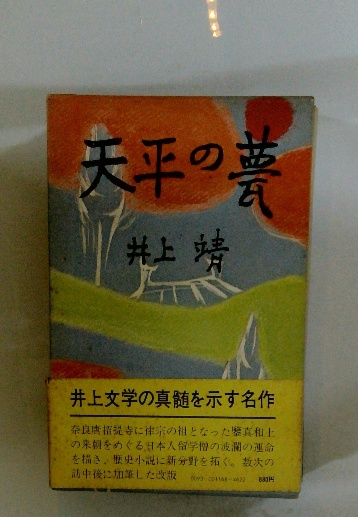 天平の甍
井上 靖
井上文学の真髄を示す名作
奈良唐招提寺に律宗の祖となった鑒真和上
の来朝をめぐる日本人留学僧の波瀾の運命
を描き、歴史小説に新分野を拓く。数次の
訪中後に加筆した改版
880円